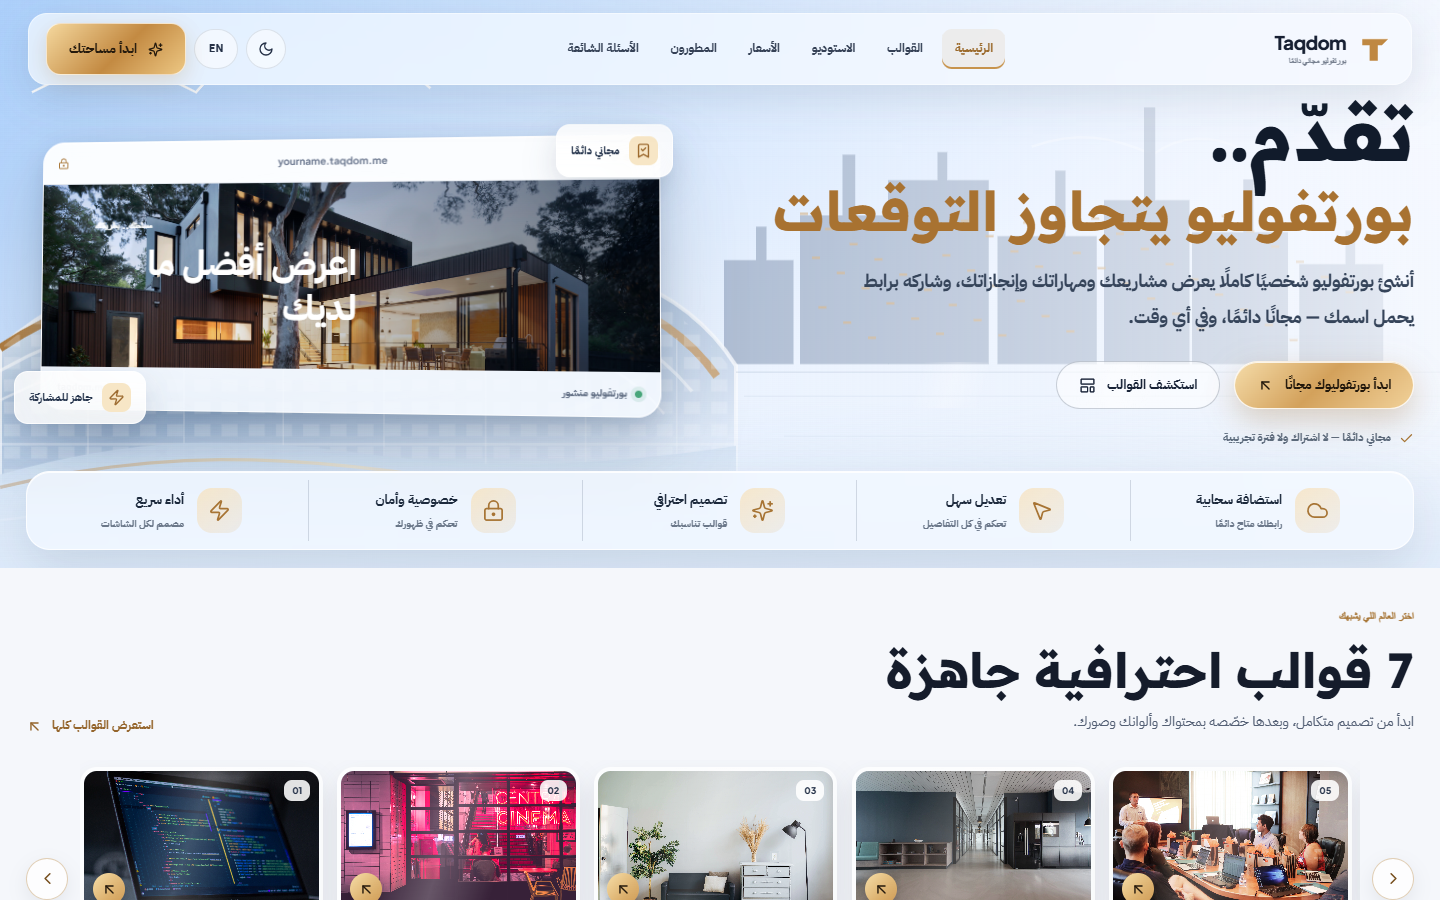 Taqdom
بورتفوليو مجاني دائمًا
الرئيسية
القوالب
الاستوديو
الأسعار
المطورون
الأسئلة الشائعة
EN
ابدأ مساحتك
تقدّم..
بورتفوليو يتجاوز التوقعات
أنشئ بورتفوليو شخصيًا كاملًا يعرض مشاريعك ومهاراتك وإنجازاتك، وشاركه برابط
يحمل اسمك — مجانًا دائمًا، وفي أي وقت.
ابدأ بورتفوليوك مجانًا
استكشف القوالب
مجاني دائمًا — لا اشتراك ولا فترة تجريبية
مجاني دائمًا
yourname.taqdom.me
اعرض أفضل ما
لديك
بورتفوليو منشور
جاهز للمشاركة
استضافة سحابية
رابطك متاح دائمًا
تعديل سهل
تحكم في كل التفاصيل
تصميم احترافي
قوالب تناسبك
خصوصية وأمان
تحكم في ظهورك
أداء سريع
مصمم لكل الشاشات
اختر العالم اللي يشبهك
7 قوالب احترافية جاهزة
ابدأ من تصميم متكامل، وبعدها خصّصه بمحتواك وألوانك وصورك.
استعرض القوالب كلها
05
04
03
02
CENTR
CINEMA
01